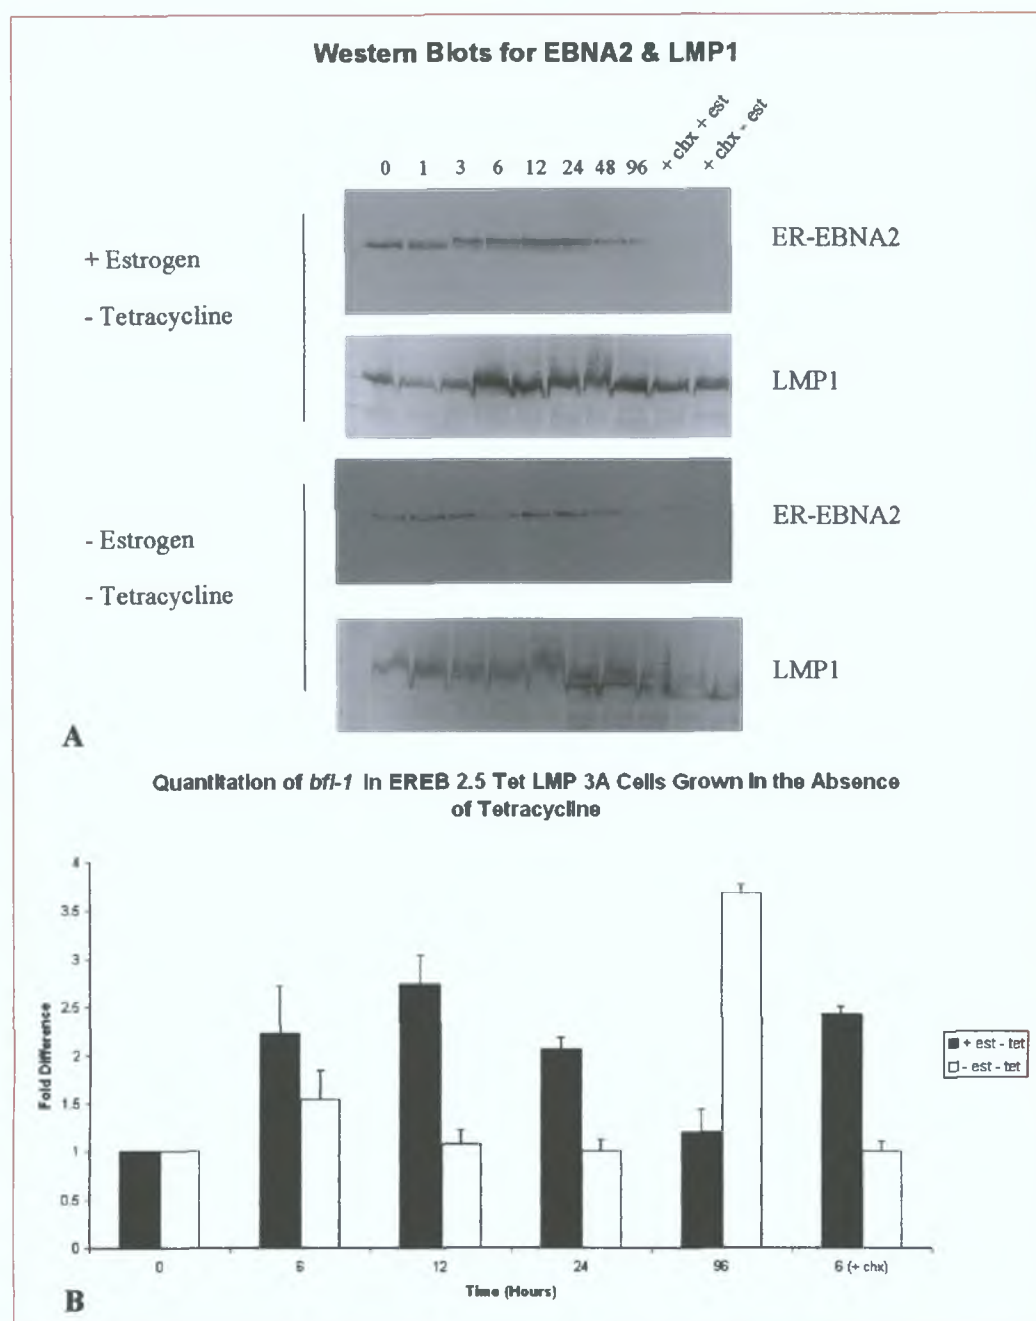 Western Blots for EBNA2 & LMP1
0 1 3 6 12 24 48 96 + chx + est + chx - est
+ Estrogen
- Tetracycline
ER-EBNA2
LMP1
- Estrogen
- Tetracycline
ER-EBNA2
LMP1
A
Quantitation of bfl-1 in EREB 2.5 Tet LMP 3A Cells Grown in the Absence
of Tetracycline
Fold Difference
4
3.5
3
2.5
2
1.5
1
0.5
0
0 6 12 24 96 6 (+ chx)
Time (Hours)
+ est - tet
- est - tet
B